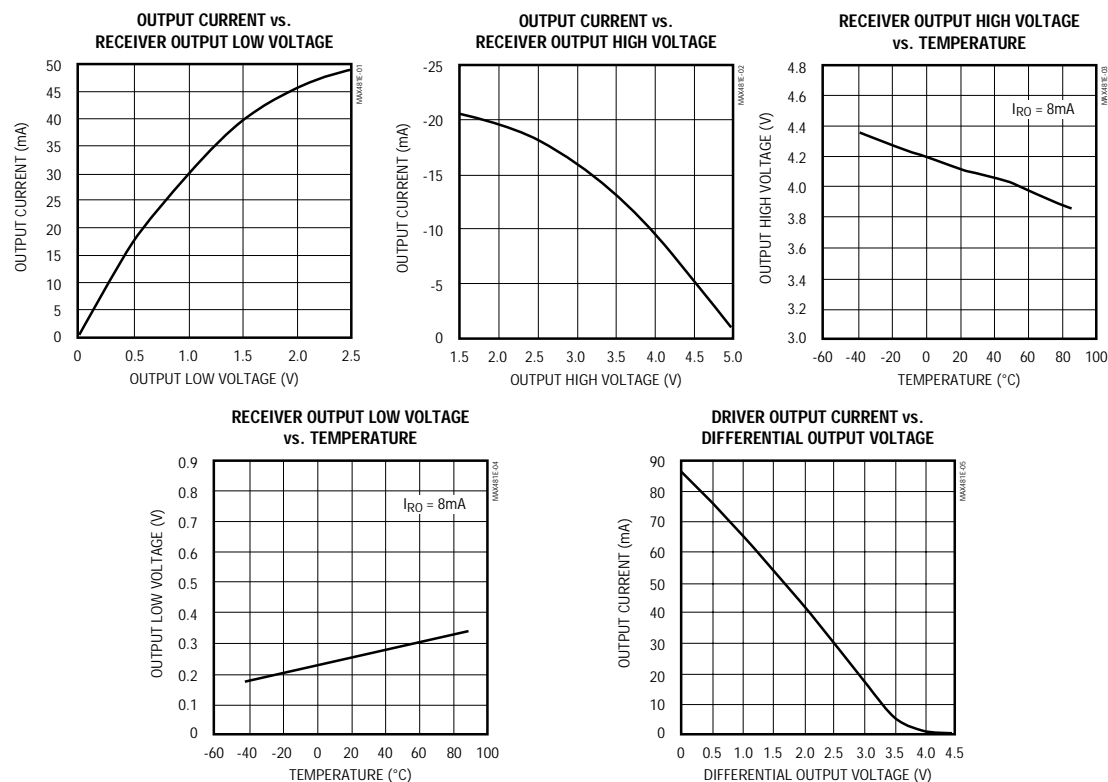 OUTPUT CURRENT vs.
RECEIVER OUTPUT LOW VOLTAGE
50
45
40
35
30
25
20
15
10
5
0
OUTPUT CURRENT (mA)
0 0.5 1.0 1.5 2.0 2.5
OUTPUT LOW VOLTAGE (V)
MAX481E-01
OUTPUT CURRENT vs.
RECEIVER OUTPUT HIGH VOLTAGE
-25
-20
-15
-10
-5
0
OUTPUT CURRENT (mA)
1.5 2.0 2.5 3.0 3.5 4.0 4.5 5.0
OUTPUT HIGH VOLTAGE (V)
MAX481E-02
RECEIVER OUTPUT HIGH VOLTAGE
vs. TEMPERATURE
4.8
4.6
4.4
4.2
4.0
3.8
3.6
3.4
3.2
3.0
OUTPUT HIGH VOLTAGE (V)
IRO = 8mA
-60 -40 -20 0 20 40 60 80 100
TEMPERATURE (°C)
MAX481E-03
RECEIVER OUTPUT LOW VOLTAGE
vs. TEMPERATURE
0.9
0.8
0.7
0.6
0.5
0.4
0.3
0.2
0.1
0
OUTPUT LOW VOLTAGE (V)
IRO = 8mA
-60 -40 -20 0 20 40 60 80 100
TEMPERATURE (°C)
MAX481E-04
DRIVER OUTPUT CURRENT vs.
DIFFERENTIAL OUTPUT VOLTAGE
90
80
70
60
50
40
30
20
10
0
OUTPUT CURRENT (mA)
0 0.5 1.0 1.5 2.0 2.5 3.0 3.5 4.0 4.5
DIFFERENTIAL OUTPUT VOLTAGE (V)
MAX481E-05